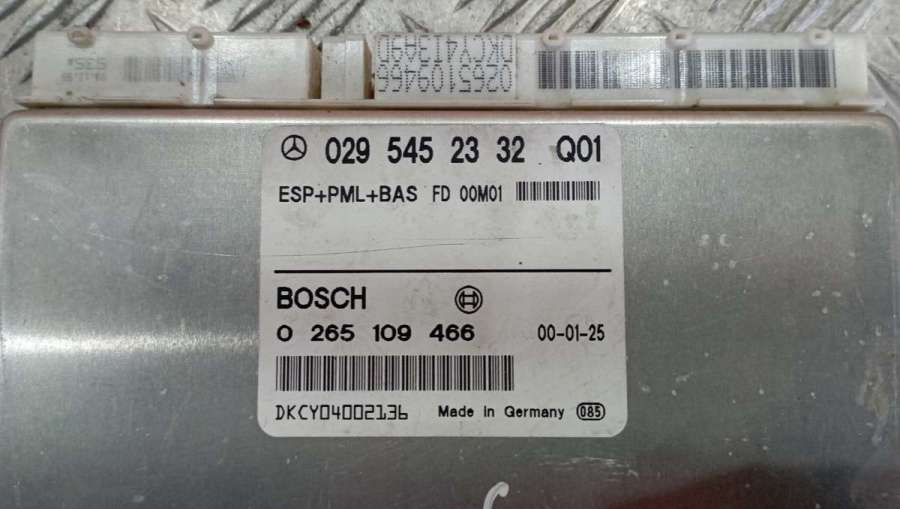 DKCY4I3A9D
0265109466
029 545 23 32 Q01
ESP+PML+BAS FD 00M01
BOSCH
0 265 109 466 00-01-25
DKCY04002136 Made in Germany 085